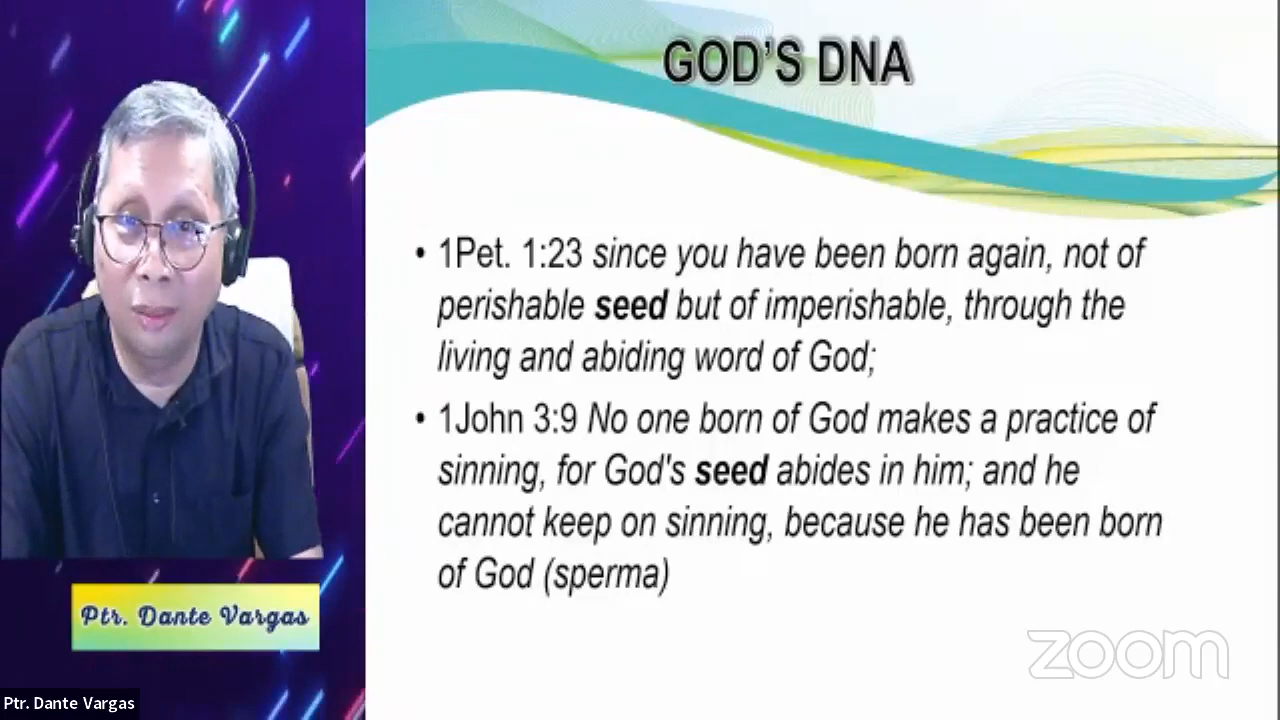 GOD'S DNA
• 1Pet. 1:23 since you have been born again, not of
perishable seed but of imperishable, through the
living and abiding word of God;
• 1John 3:9 No one born of God makes a practice of
sinning, for God's seed abides in him; and he
cannot keep on sinning, because he has been born
of God (sperma)
Ptr. Dante Vargas
zoom
Ptr. Dante Vargas